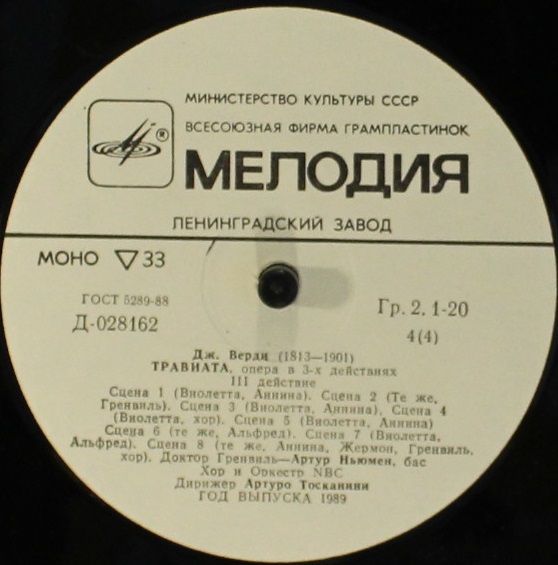 МИНИСТЕРСТВО КУЛЬТУРЫ СССР
ВСЕСОЮЗНАЯ ФИРМА ГРАМПЛАСТИНОК
®
МЕЛОДИЯ
ЛЕНИНГРАДСКИЙ ЗАВОД
МОНО ▽33
ГОСТ 5289-88
Гр. 2. 1-20
Д-028162
4(4)
Дж. Верди (1813—1901)
ТРАВИАТА, опера в 3-х действиях
III действие
Сцена 1 (Виолетта, Аннина). Сцена 2 (Те же,
Гренвиль). Сцена 3 (Виолетта, Аннина). Сцена 4
(Виолетта, хор). Сцена 5 (Виолетта, Аннина)
Сцена 6 (те же, Альфред). Сцена 7 (Виолетта,
Альфред). Сцена 8 (те же, Аннина, Жермон, Гренвиль,
хор). Доктор Гренвиль—Артур Ньюмен, бас
Хор и Оркестр NBC
Дирижер Артуро Тосканини
ГОД ВЫПУСКА 1989